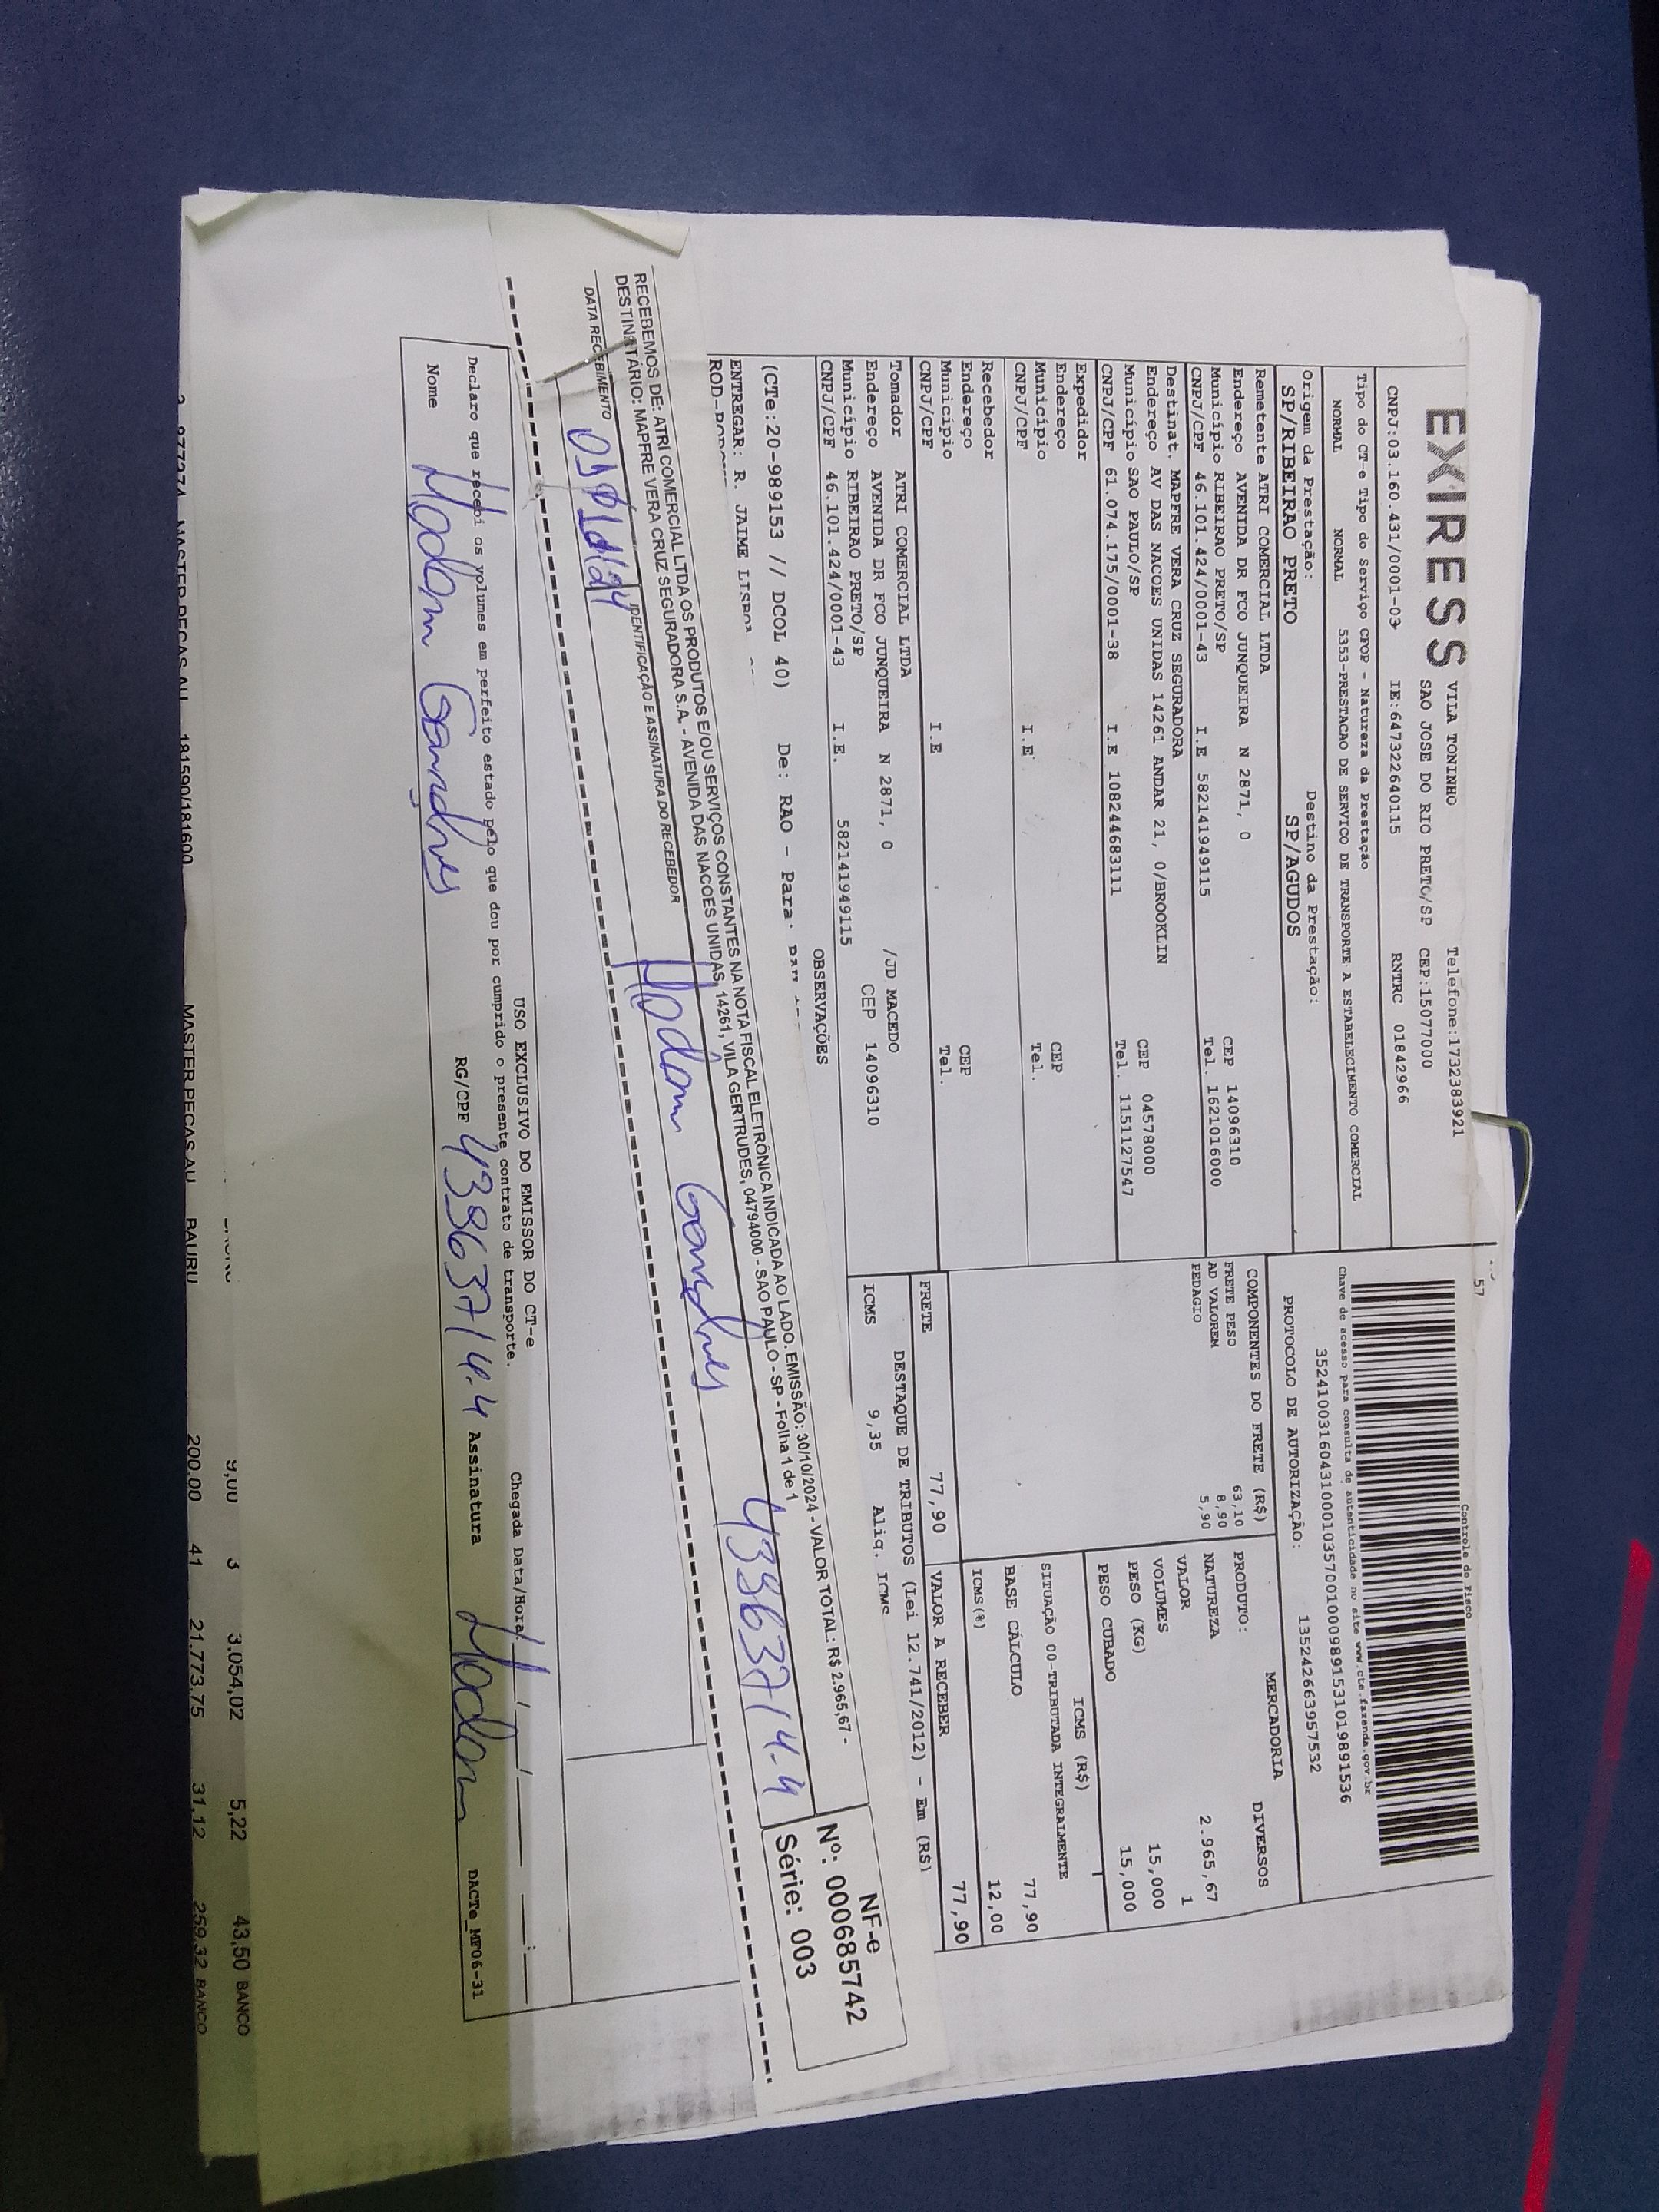 EXPRESS
VILA TONINHO Telefone:1732383921
SAO JOSE DO RIO PRETO/SP CEP:15077000
CNPJ:03.160.431/0001-03 IE:647322640115 RNTRC 01842966
Tipo do CT-e Tipo do Serviço CFOP - Natureza da Prestação
NORMAL NORMAL 5353-PRESTACAO DE SERVICO DE TRANSPORTE A ESTABELECIMENTO COMERCIAL
Origem da Prestação: Destino da Prestação:
SP/RIBEIRAO PRETO SP/AGUDOS
Remetente ATRI COMERCIAL LTDA
Endereço AVENIDA DR FCO JUNQUEIRA N 2871, 0 CEP 14096310
Município RIBEIRAO PRETO/SP Tel. 1621016000
CNPJ/CPF 46.101.424/0001-43 I.E 582141949115
Destinat. MAPFRE VERA CRUZ SEGURADORA
Endereço AV DAS NACOES UNIDAS 14261 ANDAR 21, 0/BROOKLIN CEP 04578000
Município SAO PAULO/SP Tel. 1151127547
CNPJ/CPF 61.074.175/0001-38 I.E 108244683111
Expedidor
Endereço CEP
Município Tel.
CNPJ/CPF I.E
Recebedor
Endereço CEP
Município Tel.
CNPJ/CPF I.E
Tomador ATRI COMERCIAL LTDA
Endereço AVENIDA DR FCO JUNQUEIRA N 2871, 0 /JD MACEDO
Município RIBEIRAO PRETO/SP CEP 14096310
CNPJ/CPF 46.101.424/0001-43 I.E. 582141949115
OBSERVAÇÕES
(CTe:20-989153 // DCOL 40) De: RAO - Para:
ENTREGAR: R. JAIME LISBOA
57
Controle do Fisco
Chave de acesso para consulta de autenticidade no site www.cte.fazenda.gov.br
35241003160431000103570010009891531019891536
PROTOCOLO DE AUTORIZAÇÃO: 135242663957532
COMPONENTES DO FRETE (R$)
FRETE PESO 63,10
AD VALOREM 8,90
PEDAGIO 5,90
MERCADORIA
PRODUTO: DIVERSOS
NATUREZA
VALOR 2.965,67
VOLUMES 1
PESO (KG) 15,000
PESO CUBADO 15,000
ICMS (R$)
SITUAÇÃO 00-TRIBUTADA INTEGRALMENTE
BASE CÁLCULO 77,90
ICMS(%) 12,00
FRETE 77,90 VALOR A RECEBER 77,90
DESTAQUE DE TRIBUTOS (Lei 12.741/2012) - Em (R$)
ICMS 9,35 Aliq. ICMS
RECEBEMOS DE: ATRI COMERCIAL LTDA OS PRODUTOS E/OU SERVIÇOS CONSTANTES NA NOTA FISCAL ELETRÔNICA INDICADA AO LADO. EMISSÃO: 30/10/2024 - VALOR TOTAL: R$ 2.965,67 -
DESTINATÁRIO: MAPFRE VERA CRUZ SEGURADORA S.A. - AVENIDA DAS NACOES UNIDAS, 14261, VILA GERTRUDES, 04794000 - SAO PAULO - SP - Folha 1 de 1
DATA RECEBIMENTO IDENTIFICAÇÃO E ASSINATURA DO RECEBEDOR
NF-e
Nº: 000685742
Série: 003
USO EXCLUSIVO DO EMISSOR DO CT-e
Chegada Data/Hora: __/__/____ __:__
Declaro que recebi os volumes em perfeito estado pelo que dou por cumprido o presente contrato de transporte.
Nome RG/CPF Assinatura
DACTe_MF06-31
9,00 3 3.054,02 5,22 43,50 BANCO
MASTER PECAS AU 181590/181600 MASTER PECAS AU BAURU 200,00 41 21.773,75 31,12 259,32 BANCO